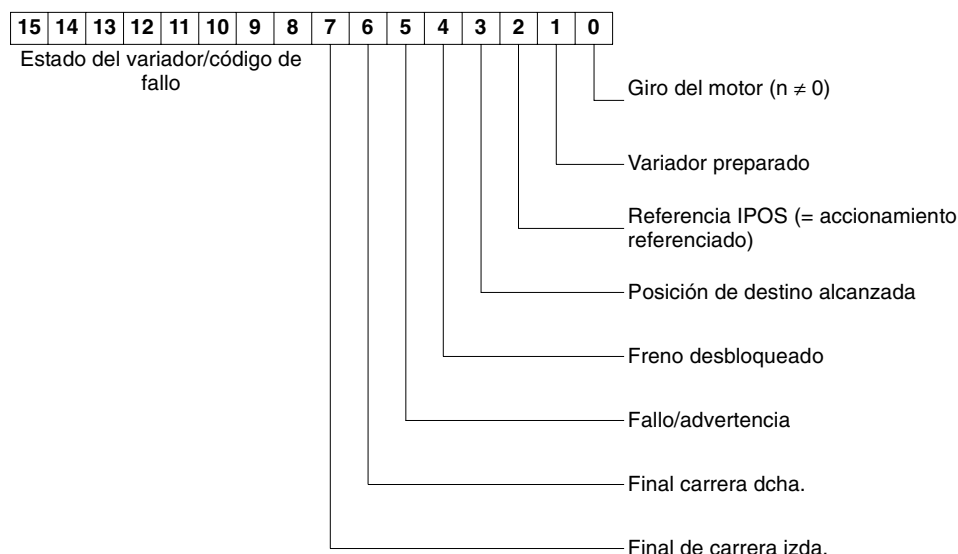 15 14 13 12 11 10 9 8 7 6 5 4 3 2 1 0
Estado del variador/código de
fallo
Giro del motor (n ≠ 0)
Variador preparado
Referencia IPOS (= accionamiento
referenciado)
Posición de destino alcanzada
Freno desbloqueado
Fallo/advertencia
Final carrera dcha.
Final de carrera izda.